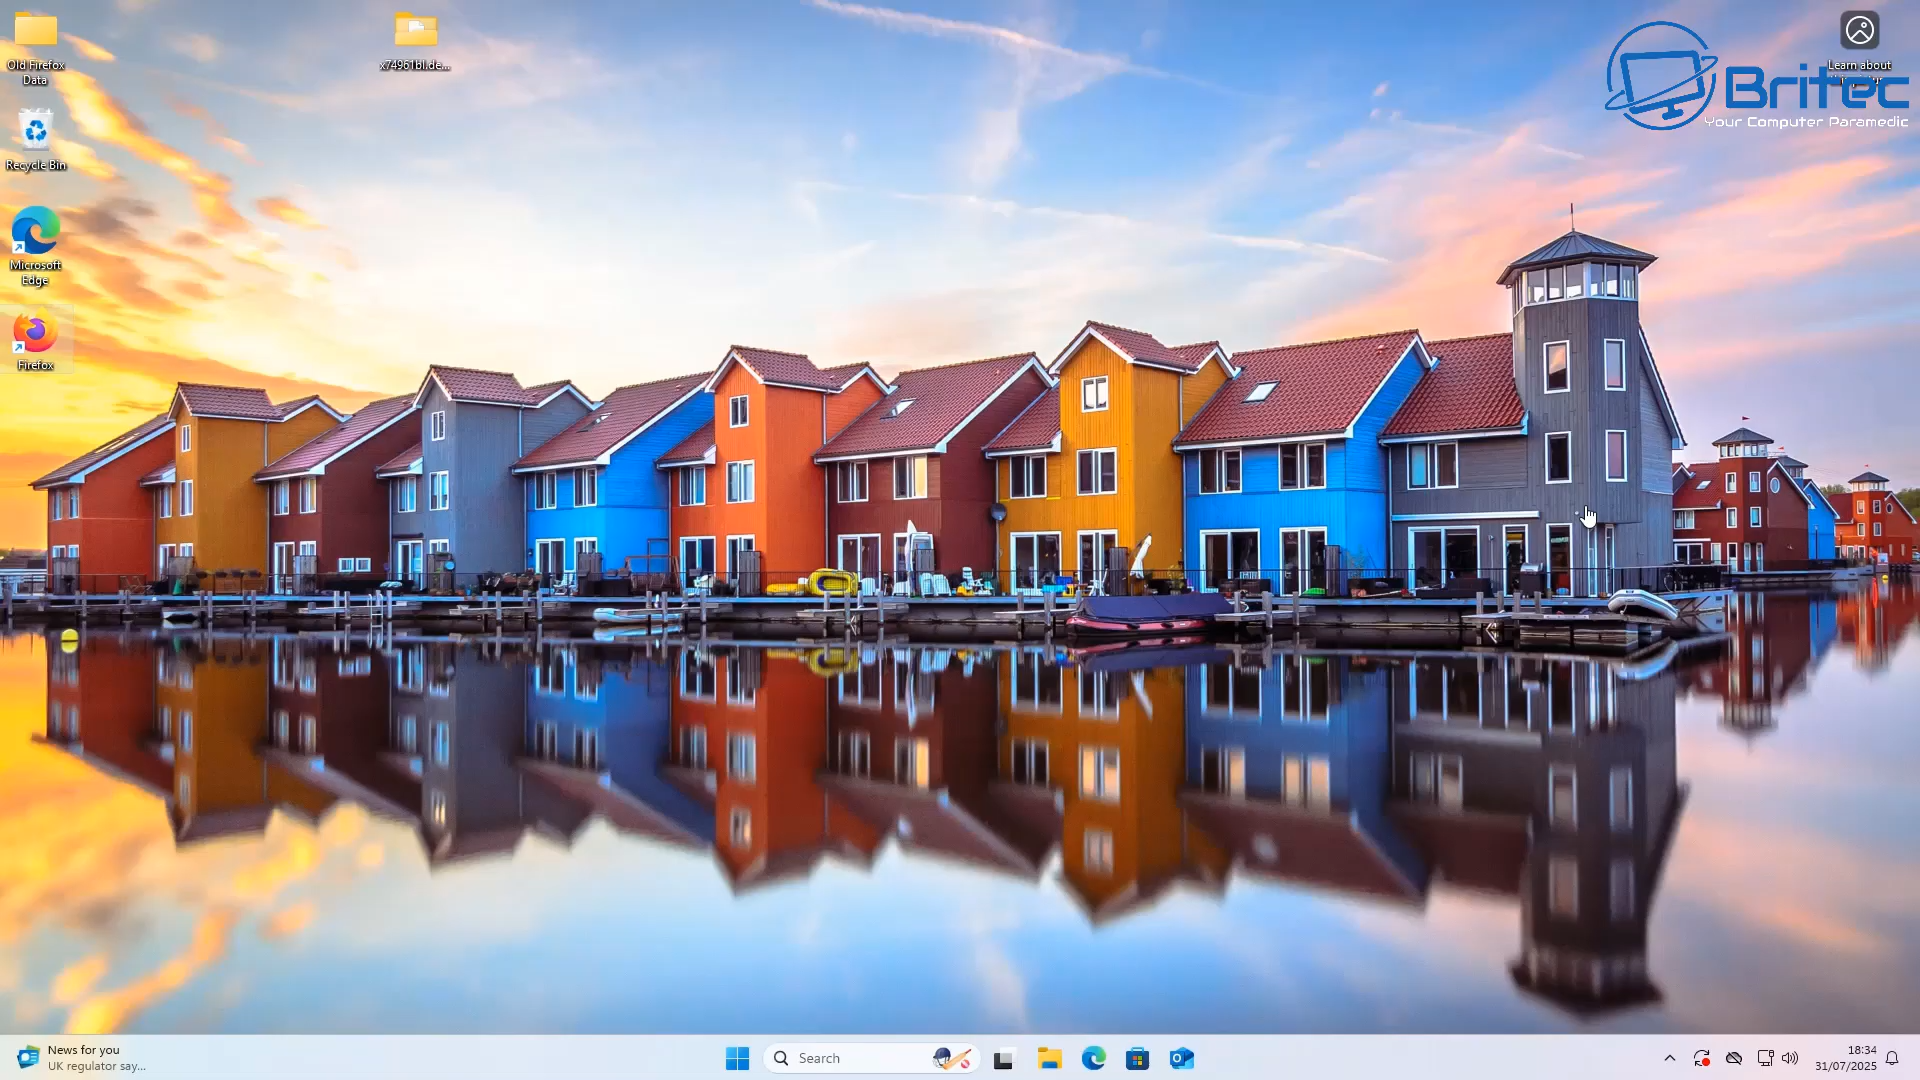 Old Firefox
Data
x74961bl.de...
Learn about
Britec
Your Computer Paramedic
Recycle Bin
Microsoft
Edge
Firefox
News for you
UK regulator say...
Search
18:34
31/07/2025